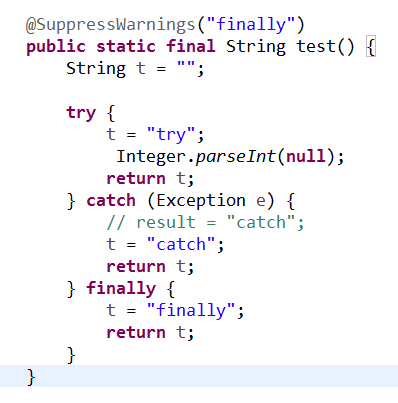 @SuppressWarnings("finally")
public static final String test() {
    String t = "";

    try {
        t = "try";
         Integer.parseInt(null);
        return t;
    } catch (Exception e) {
        // result = "catch";
        t = "catch";
        return t;
    } finally {
        t = "finally";
        return t;
    }
}